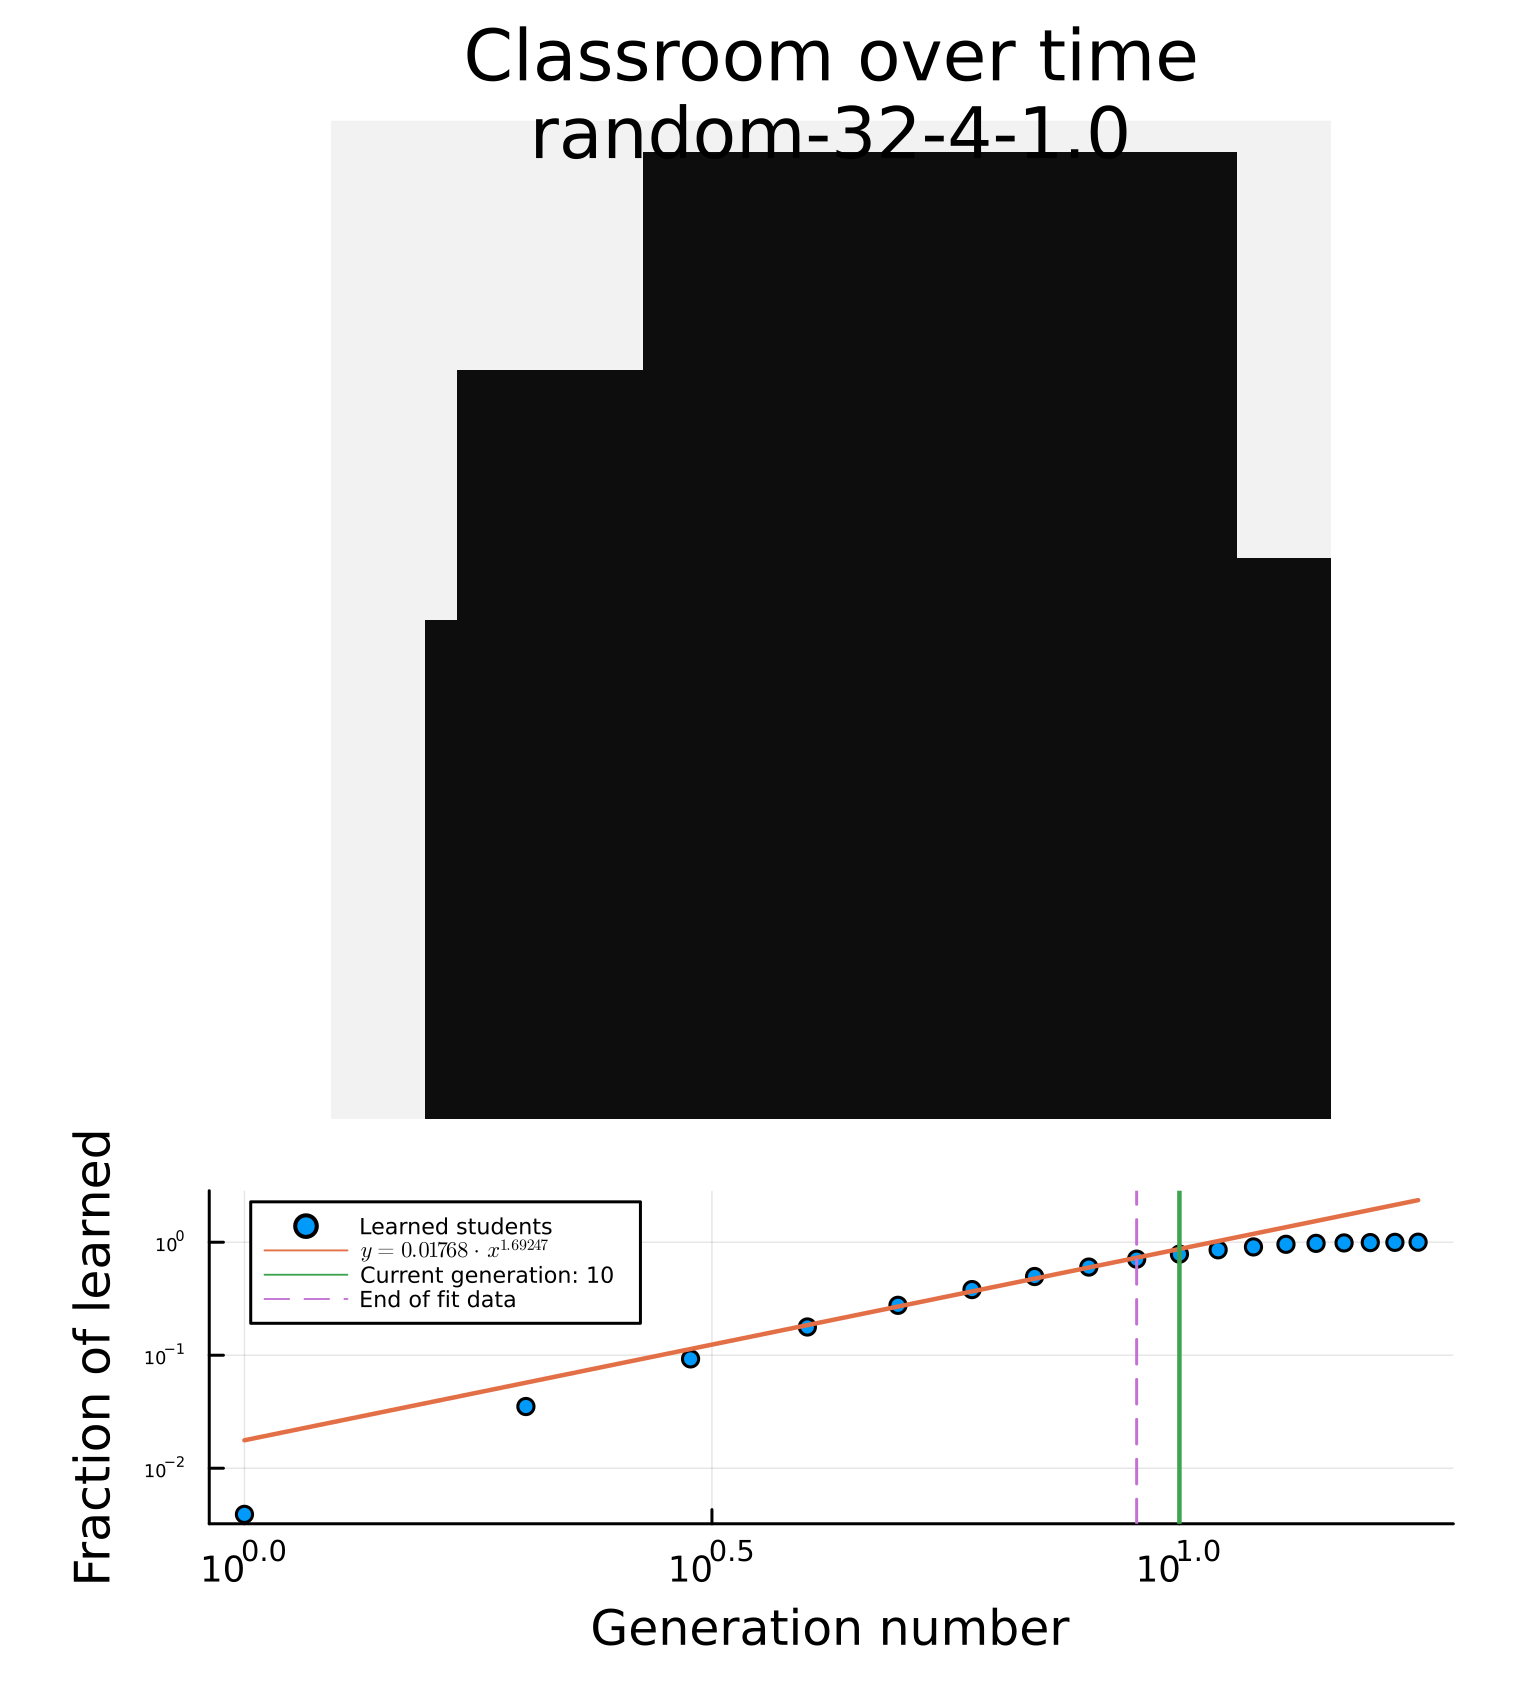 Classroom over time
random-32-4-1.0
Fraction of learned
10⁰
10⁻¹
10⁻²
Learned students
y = 0.01768 · x^1.69247
Current generation: 10
End of fit data
10^0.0
10^0.5
10^1.0
Generation number